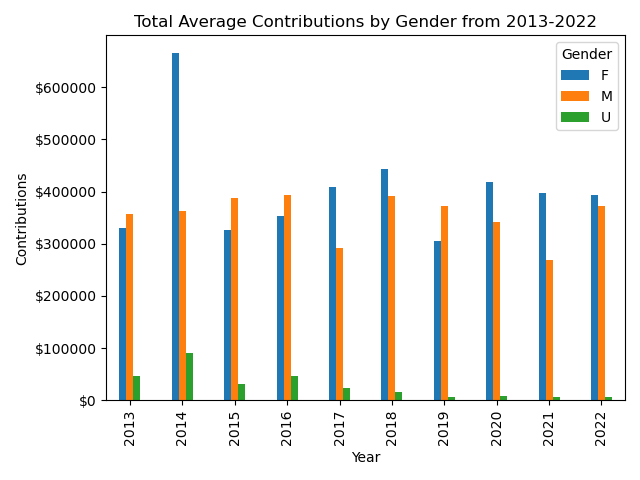 Total Average Contributions by Gender from 2013-2022
Gender
F
M
U
$600000
$500000
$400000
$300000
$200000
$100000
$0
Contributions
2013
2014
2015
2016
2017
2018
2019
2020
2021
2022
Year